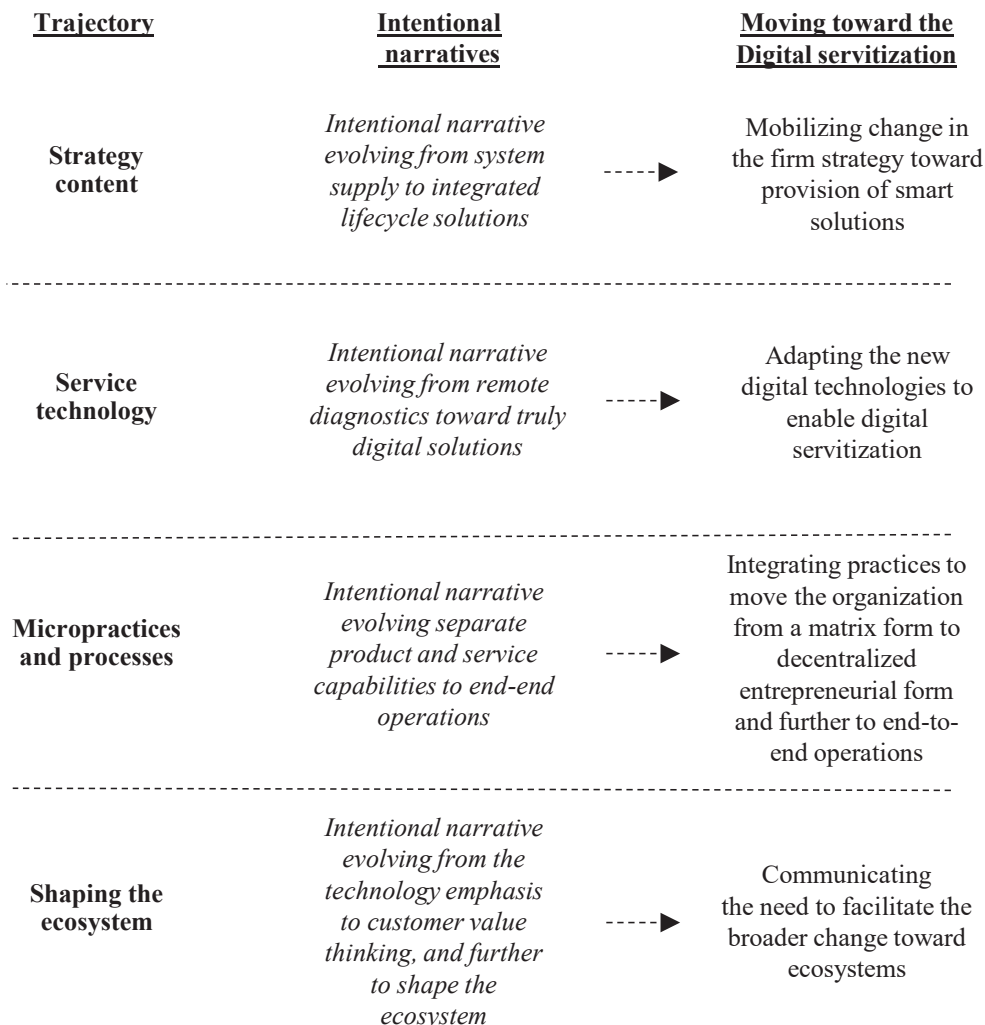 Trajectory
Intentional
narratives
Moving toward the
Digital servitization
Strategy
content
Intentional narrative
evolving from system
supply to integrated
lifecycle solutions
Mobilizing change in
the firm strategy toward
provision of smart
solutions
Service
technology
Intentional narrative
evolving from remote
diagnostics toward truly
digital solutions
Adapting the new
digital technologies to
enable digital
servitization
Micropractices
and processes
Intentional narrative
evolving separate
product and service
capabilities to end-end
operations
Integrating practices to
move the organization
from a matrix form to
decentralized
entrepreneurial form
and further to end-to-
end operations
Shaping the
ecosystem
Intentional narrative
evolving from the
technology emphasis
to customer value
thinking, and further
to shape the
ecosystem
Communicating
the need to facilitate the
broader change toward
ecosystems